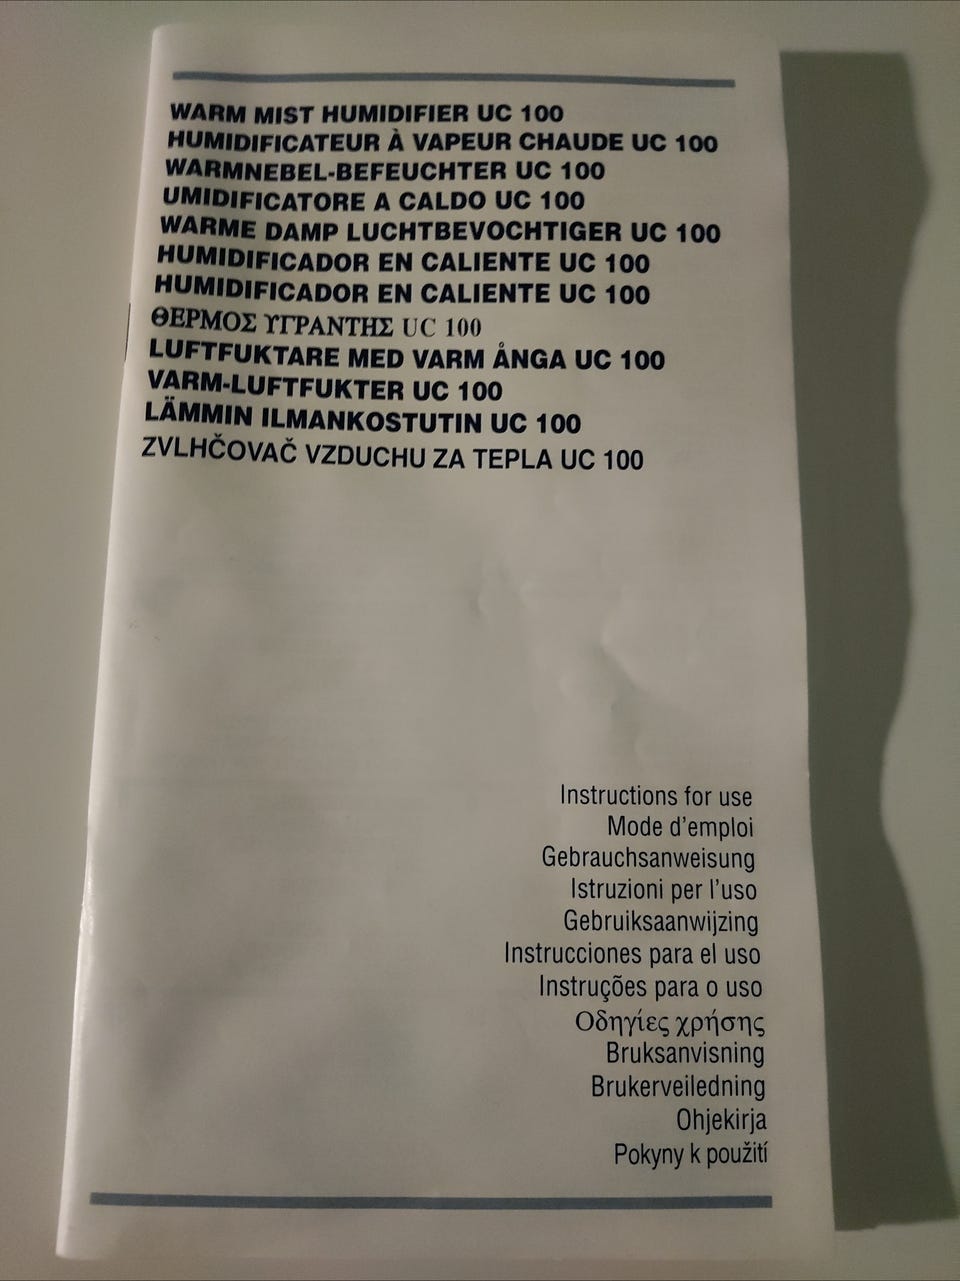 WARM MIST HUMIDIFIER UC 100
HUMIDIFICATEUR À VAPEUR CHAUDE UC 100
WARMNEBEL-BEFEUCHTER UC 100
UMIDIFICATORE A CALDO UC 100
WARME DAMP LUCHTBEVOCHTIGER UC 100
HUMIDIFICADOR EN CALIENTE UC 100
HUMIDIFICADOR EN CALIENTE UC 100
ΘΕΡΜΟΣ ΥΓΡΑΝΤΗΣ UC 100
LUFTFUKTARE MED VARM ÅNGA UC 100
VARM-LUFTFUKTER UC 100
LÄMMIN ILMANKOSTUTIN UC 100
ZVLHČOVAČ VZDUCHU ZA TEPLA UC 100
Instructions for use
Mode d'emploi
Gebrauchsanweisung
Istruzioni per l'uso
Gebruiksaanwijzing
Instrucciones para el uso
Instruções para o uso
Οδηγίες χρήσης
Bruksanvisning
Brukerveiledning
Ohjekirja
Pokyny k použití